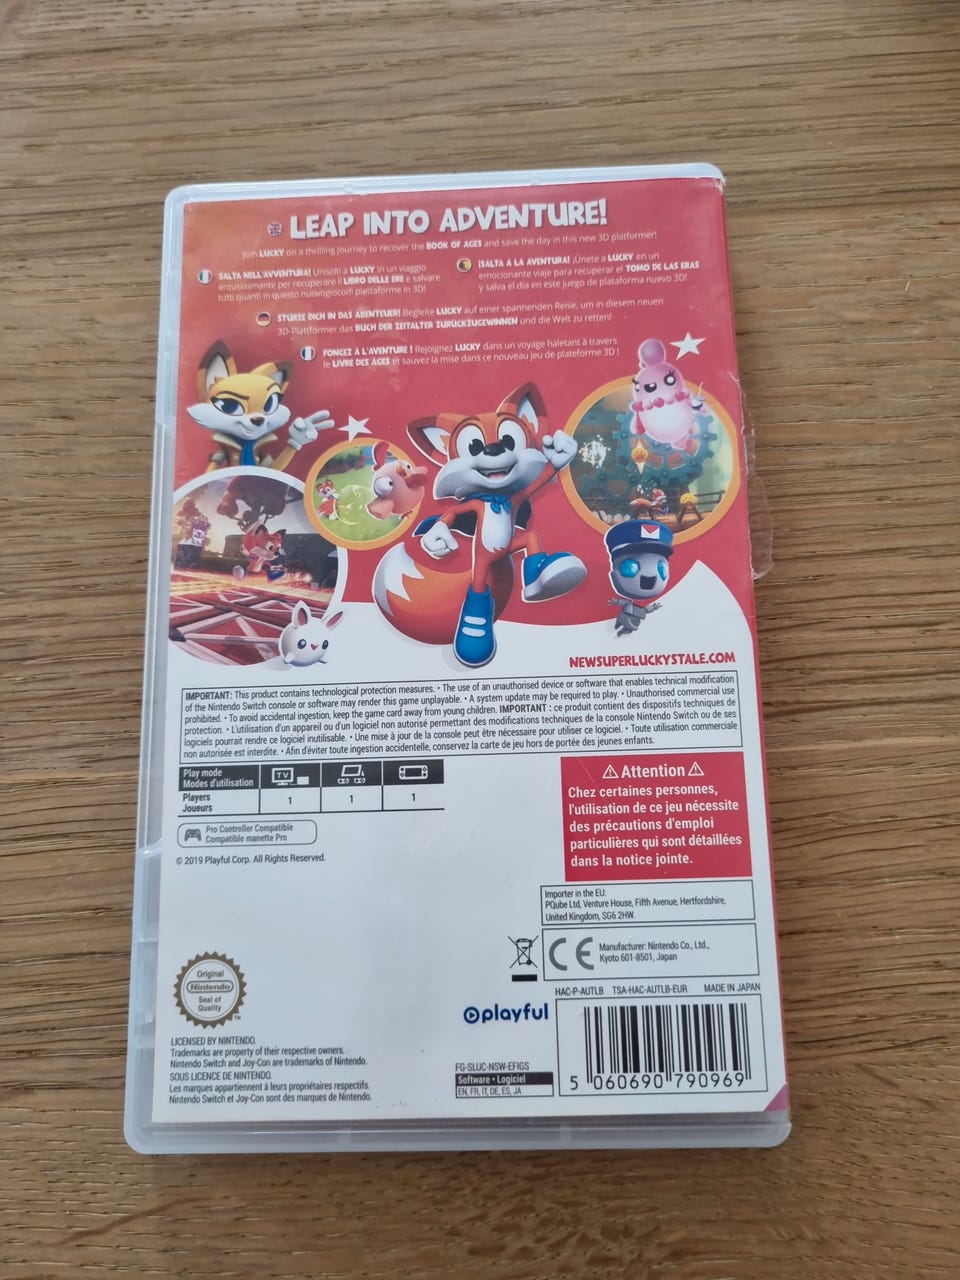 LEAP INTO ADVENTURE!
Join LUCKY on a thrilling journey to recover the BOOK OF AGES and save the day in this new 3D platformer!
SALTA NELL'AVVENTURA! Unisciti a LUCKY in un viaggio
entusiasmante per recuperare il LIBRO DELLE ERE e salvare
tutti quanti in questo nuovogiocodi piattaforme in 3D!
¡SALTA A LA AVENTURA! ¡Únete a LUCKY en un
emocionante viaje para recuperar el TOMO DE LAS ERAS
y salva el día en este juego de plataforma nuevo 3D!
STÜRZE DICH IN DAS ABENTEUER! Begleite LUCKY auf einer spannenden Reise, um in diesem neuen
3D-Plattformer das BUCH DER ZEITALTER ZURÜCKZUGEWINNEN und die Welt zu retten!
FONCEZ À L'AVENTURE ! Rejoignez LUCKY dans un voyage haletant à travers
le LIVRE DES ÂGES et sauvez la mise dans ce nouveau jeu de plateforme 3D !
NEWSUPERLUCKYSTALE.COM
IMPORTANT: This product contains technological protection measures. • The use of an unauthorised device or software that enables technical modification
of the Nintendo Switch console or software may render this game unplayable. • A system update may be required to play. • Unauthorised commercial use
prohibited. • To avoid accidental ingestion, keep the game card away from young children. IMPORTANT : ce produit contient des dispositifs techniques de
protection. • L'utilisation d'un appareil ou d'un logiciel non autorisé permettant des modifications techniques de la console Nintendo Switch ou de ses
logiciels pourrait rendre ce logiciel inutilisable. • Une mise à jour de la console peut être nécessaire pour utiliser ce logiciel. • Toute utilisation commerciale
non autorisée est interdite. • Afin d'éviter toute ingestion accidentelle, conservez la carte de jeu hors de portée des jeunes enfants.
Play mode
Modes d'utilisation
TV
Players
Joueurs
1 1 1
Pro Controller Compatible
Compatible manette Pro
© 2019 Playful Corp. All Rights Reserved.
Attention
Chez certaines personnes,
l'utilisation de ce jeu nécessite
des précautions d'emploi
particulières qui sont détaillées
dans la notice jointe.
Importer in the EU:
PQube Ltd, Venture House, Fifth Avenue, Hertfordshire,
United Kingdom, SG6 2HW.
CE
Manufacturer: Nintendo Co., Ltd.,
Kyoto 601-8501, Japan
HAC-P-AUTLB TSA-HAC-AUTLB-EUR MADE IN JAPAN
Original
Nintendo
Seal of
Quality
TM
playful
LICENSED BY NINTENDO.
Trademarks are property of their respective owners.
Nintendo Switch and Joy-Con are trademarks of Nintendo.
SOUS LICENCE DE NINTENDO.
Les marques appartiennent à leurs propriétaires respectifs.
Nintendo Switch et Joy-Con sont des marques de Nintendo.
FG-SLUC-NSW-EFIGS
Software • Logiciel
EN, FR, IT, DE, ES, JA
5 060690 790969